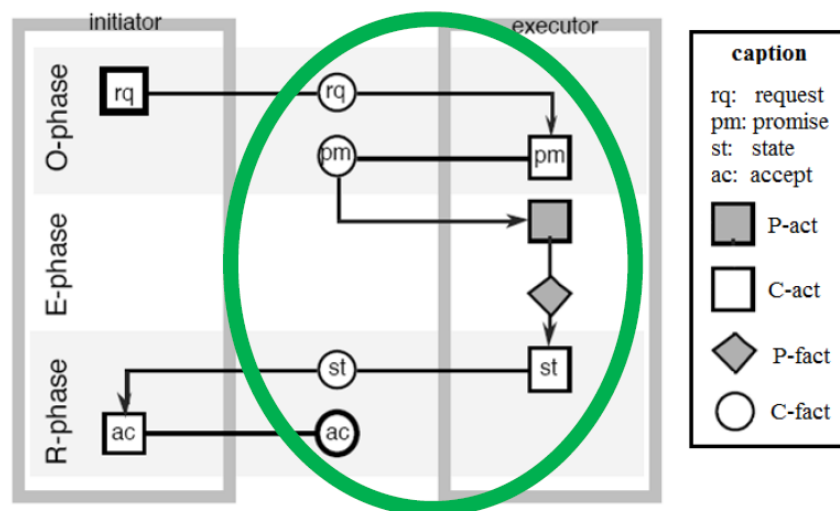 initiator
executor
O-phase
rq
rq
pm
pm
E-phase
R-phase
st
st
ac
ac
caption
rq: request
pm: promise
st: state
ac: accept
P-act
C-act
P-fact
C-fact